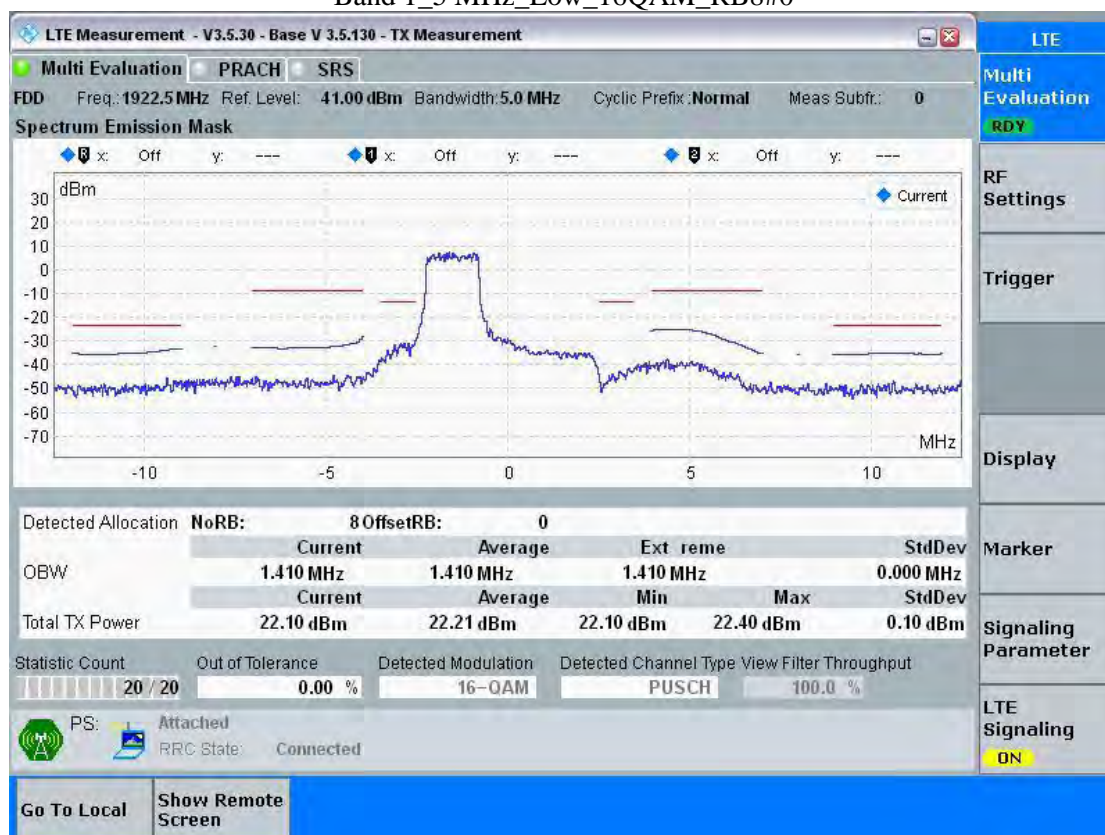 Band 1_5 MHz_Low_16QAM_RB8#0
LTE Measurement - V3.5.30 - Base V 3.5.130 - TX Measurement
LTE
Multi Evaluation PRACH SRS
Multi Evaluation
RDY
FDD Freq.: 1922.5 MHz Ref. Level: 41.00 dBm Bandwidth: 5.0 MHz Cyclic Prefix : Normal Meas Subfr.: 0
Spectrum Emission Mask
R x: Off y: --- 1 x: Off y: --- 2 x: Off y: ---
dBm
Current
30
20
10
0
-10
-20
-30
-40
-50
-60
-70
MHz
-10 -5 0 5 10
RF Settings
Trigger
Display
Marker
Signaling Parameter
LTE Signaling
ON
Detected Allocation NoRB: 8 OffsetRB: 0
Current Average Ext reme StdDev
OBW 1.410 MHz 1.410 MHz 1.410 MHz 0.000 MHz
Current Average Min Max StdDev
Total TX Power 22.10 dBm 22.21 dBm 22.10 dBm 22.40 dBm 0.10 dBm
Statistic Count Out of Tolerance Detected Modulation Detected Channel Type View Filter Throughput
20 / 20 0.00 % 16-QAM PUSCH 100.0 %
PS: Attached
RRC State: Connected
Go To Local Show Remote Screen